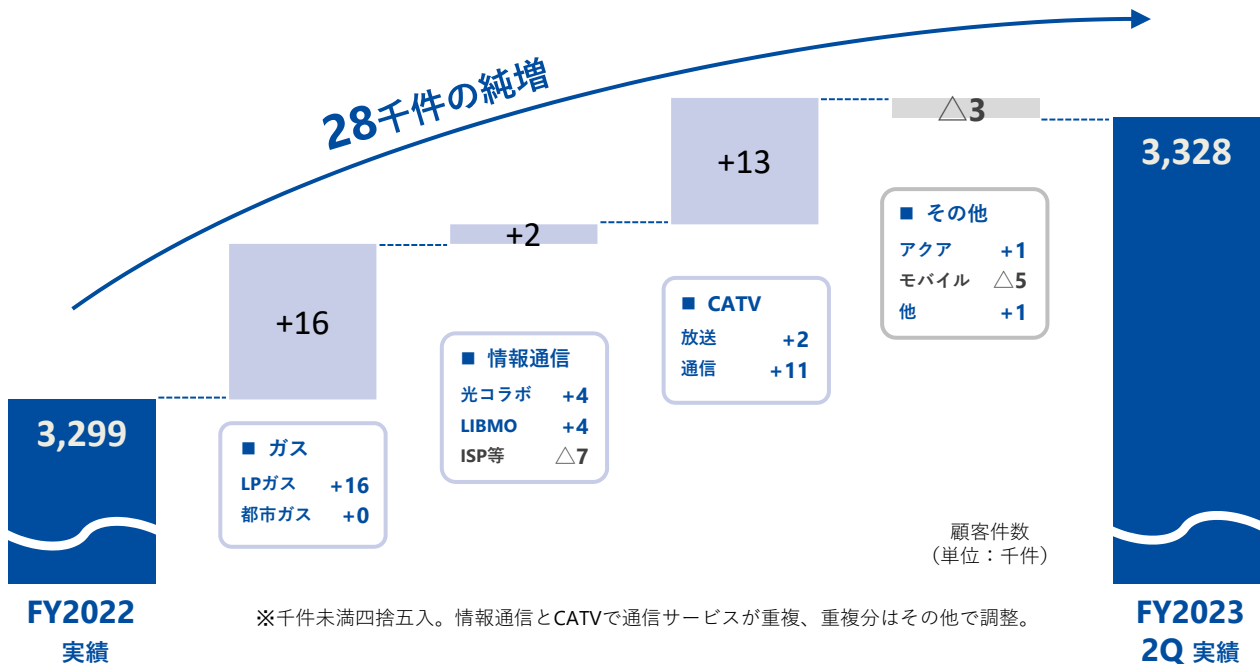 28千件の純増
3,299
FY2022
実績
+16
■ ガス
LPガス +16
都市ガス +0
+2
■ 情報通信
光コラボ +4
LIBMO +4
ISP等 △7
+13
■ CATV
放送 +2
通信 +11
△3
■ その他
アクア +1
モバイル △5
他 +1
3,328
FY2023
2Q 実績
顧客件数
（単位：千件）
※千件未満四捨五入。情報通信とCATVで通信サービスが重複、重複分はその他で調整。